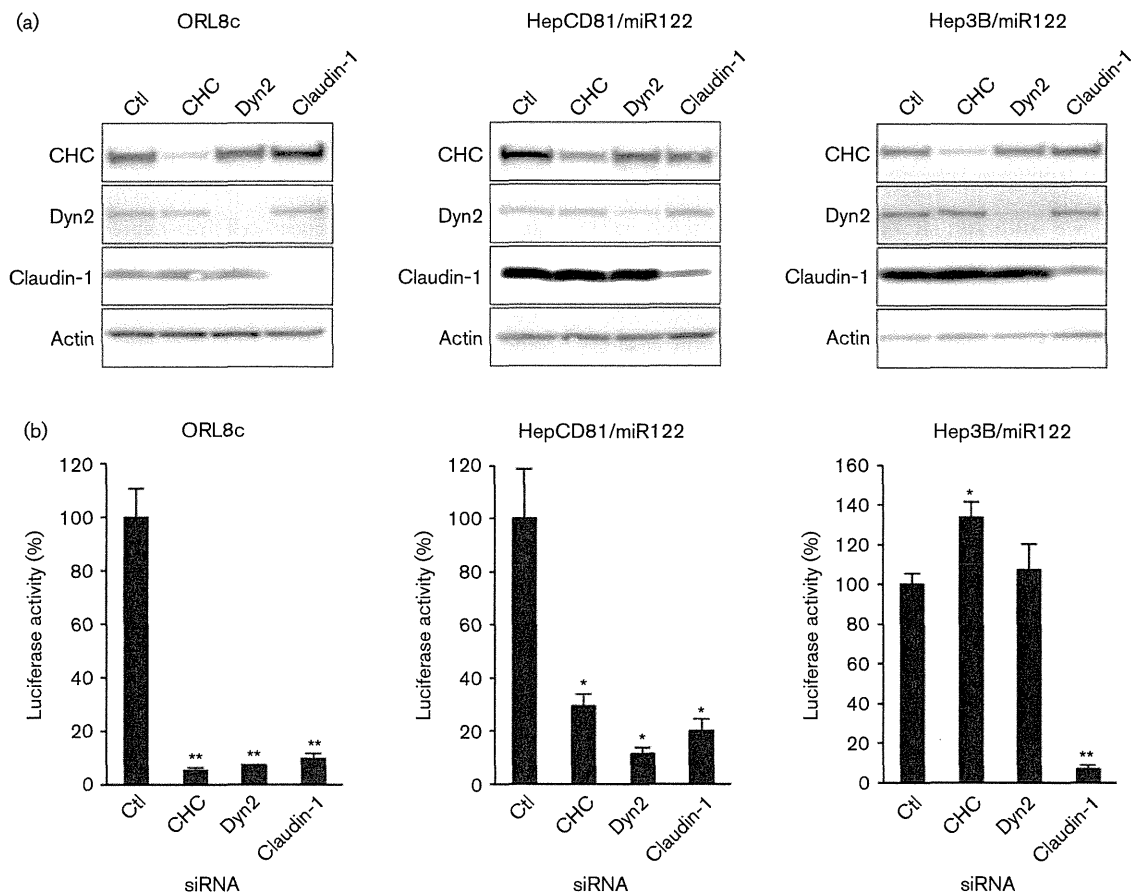 (a)
ORL8c
HepCD81/miR122
Hep3B/miR122
Ctl CHC Dyn2 Claudin-1
Ctl CHC Dyn2 Claudin-1
Ctl CHC Dyn2 Claudin-1
CHC
Dyn2
Claudin-1
Actin
CHC
Dyn2
Claudin-1
Actin
CHC
Dyn2
Claudin-1
Actin
(b)
ORL8c
Luciferase activity (%)
120
100
80
60
40
20
0
** ** **
Ctl CHC Dyn2 Claudin-1
siRNA
HepCD81/miR122
Luciferase activity (%)
120
100
80
60
40
20
0
* * *
Ctl CHC Dyn2 Claudin-1
siRNA
Hep3B/miR122
Luciferase activity (%)
160
140
120
100
80
60
40
20
0
* **
Ctl CHC Dyn2 Claudin-1
siRNA